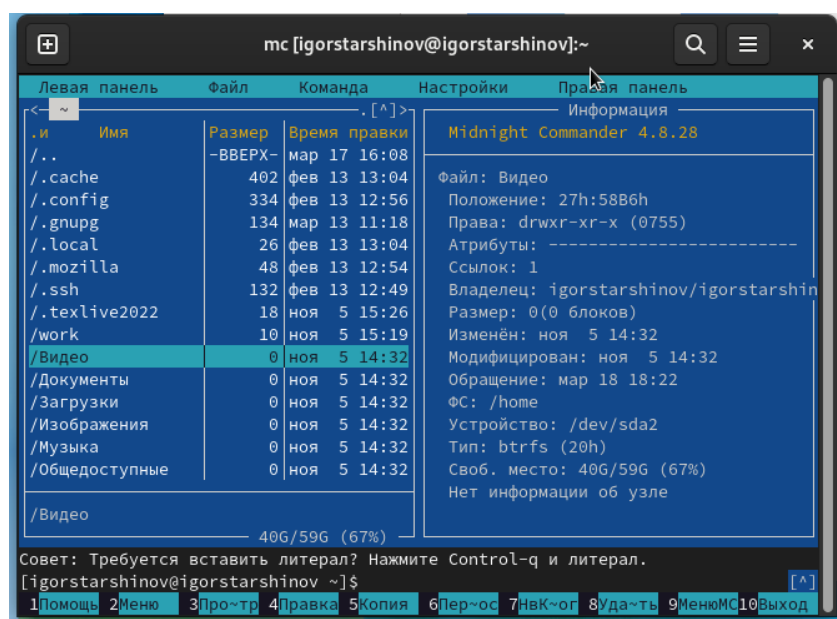 mc [igorstarshinov@igorstarshinov]:~
Левая панель Файл Команда Настройки Правая панель
<— ~ .[^]>
.и Имя Размер Время правки
/.. -ВВЕРХ- мар 17 16:08
/.cache 402 фев 13 13:04
/.config 334 фев 13 12:56
/.gnupg 134 мар 13 11:18
/.local 26 фев 13 13:04
/.mozilla 48 фев 13 12:54
/.ssh 132 фев 13 12:49
/.texlive2022 18 ноя 5 15:26
/work 10 ноя 5 15:19
/Видео 0 ноя 5 14:32
/Документы 0 ноя 5 14:32
/Загрузки 0 ноя 5 14:32
/Изображения 0 ноя 5 14:32
/Музыка 0 ноя 5 14:32
/Общедоступные 0 ноя 5 14:32
/Видео
40G/59G (67%)
Информация
Midnight Commander 4.8.28
Файл: Видео
Положение: 27h:58B6h
Права: drwxr-xr-x (0755)
Атрибуты: -------------------------
Ссылок: 1
Владелец: igorstarshinov/igorstarshin
Размер: 0(0 блоков)
Изменён: ноя 5 14:32
Модифицирован: ноя 5 14:32
Обращение: мар 18 18:22
ФС: /home
Устройство: /dev/sda2
Тип: btrfs (20h)
Своб. место: 40G/59G (67%)
Нет информации об узле
Совет: Требуется вставить литерал? Нажмите Control-q и литерал.
[igorstarshinov@igorstarshinov ~]$ [^]
1Помощь 2Меню 3Про~тр 4Правка 5Копия 6Пер~ос 7НвК~ог 8Уда~ть 9МенюMC 10Выход